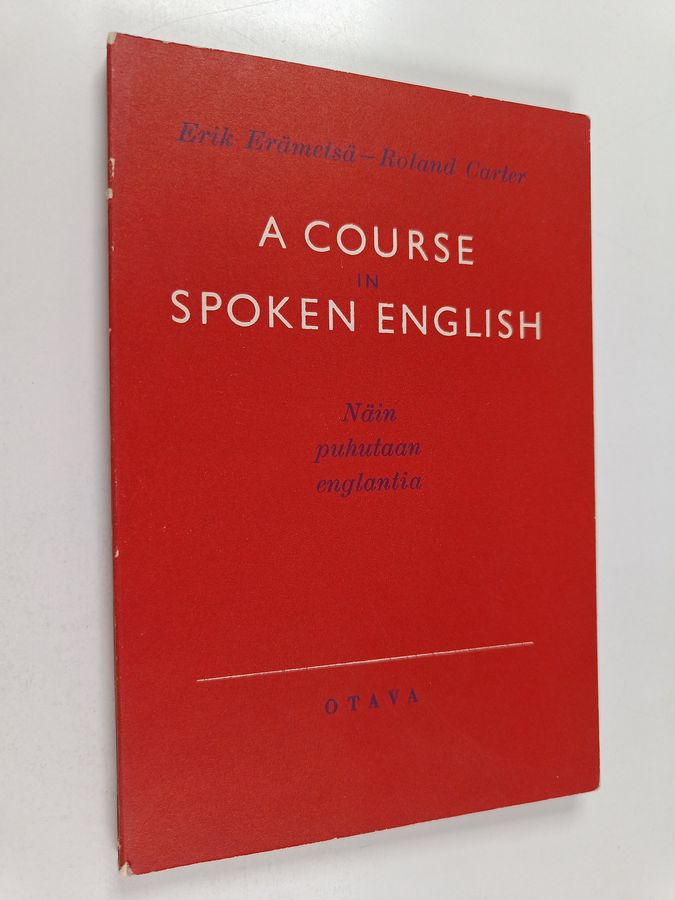 Erik Erämetsä – Roland Carter
A COURSE
IN
SPOKEN ENGLISH
Näin
puhutaan
englantia
OTAVA